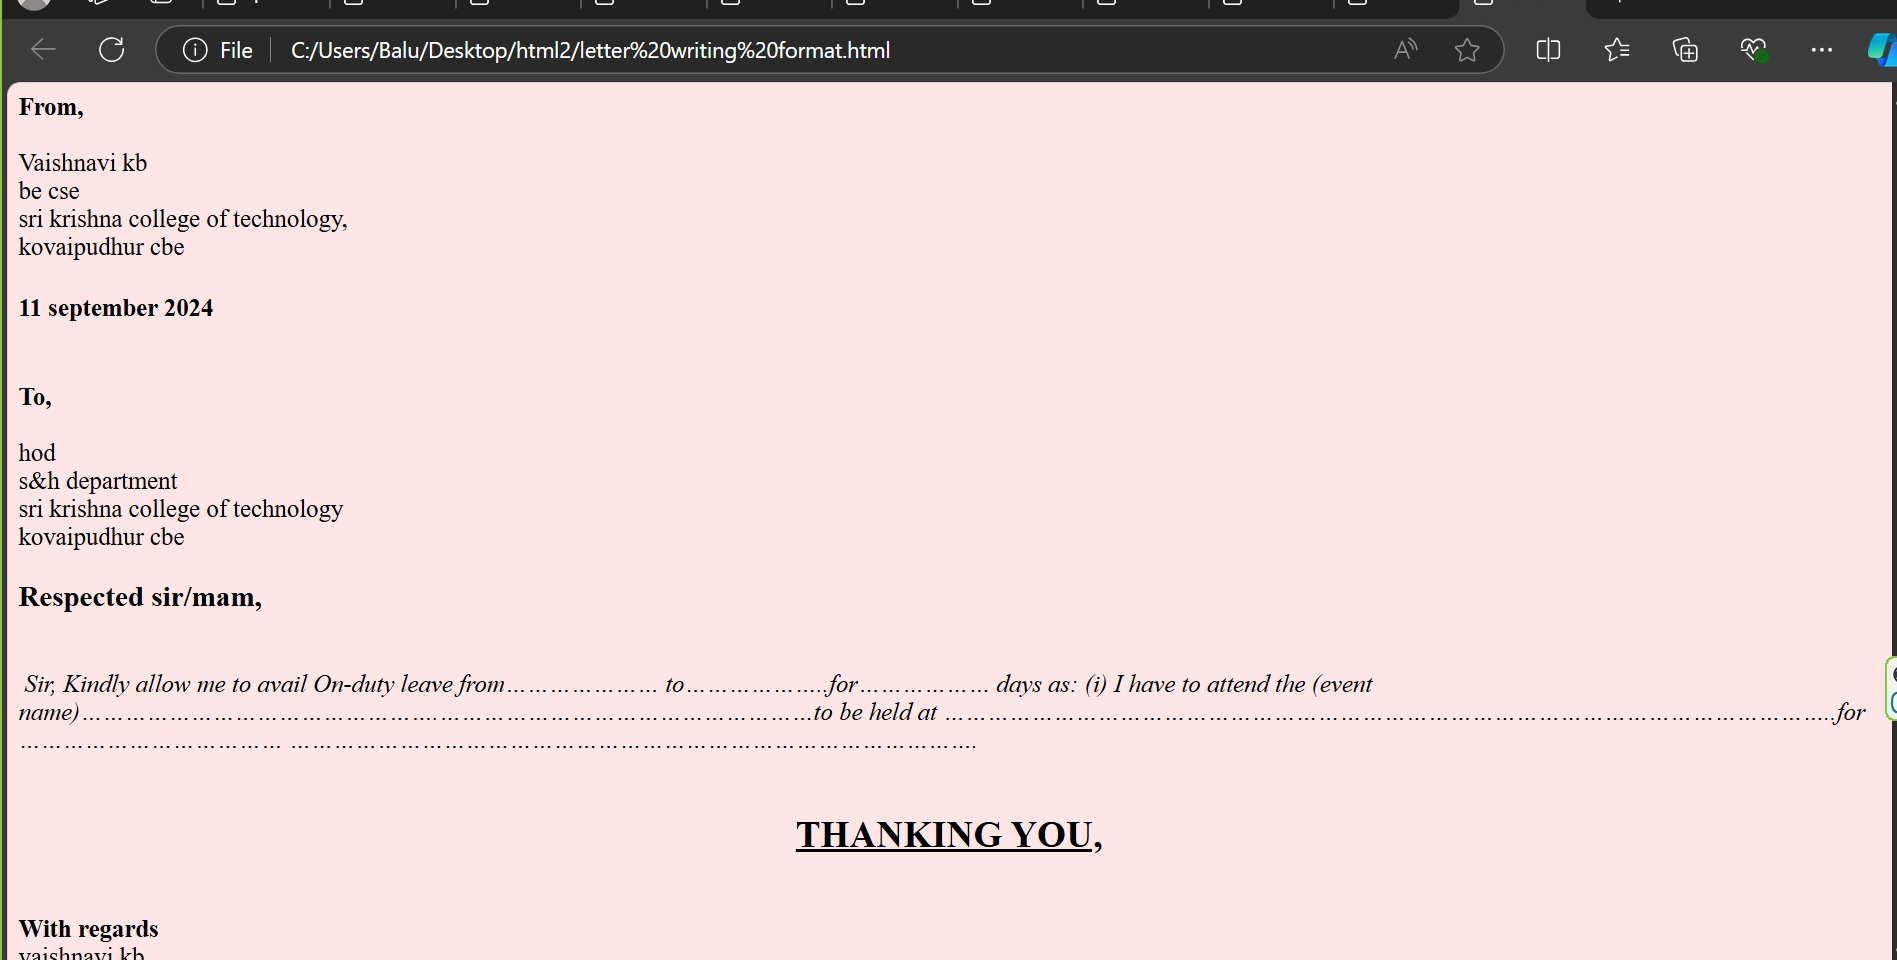 File C:/Users/Balu/Desktop/html2/letter%20writing%20format.html
From,
Vaishnavi kb
be cse
sri krishna college of technology,
kovaipudhur cbe
11 september 2024
To,
hod
s&h department
sri krishna college of technology
kovaipudhur cbe
Respected sir/mam,
Sir, Kindly allow me to avail On-duty leave from………………… to………………..for……………… days as: (i) I have to attend the (event
name)…………………………………………………………………………………………to be held at ……………………………………………………………………………………………………………...for
……………………………… ……………………………………………………………………………………
THANKING YOU,
With regards
vaishnavi kb